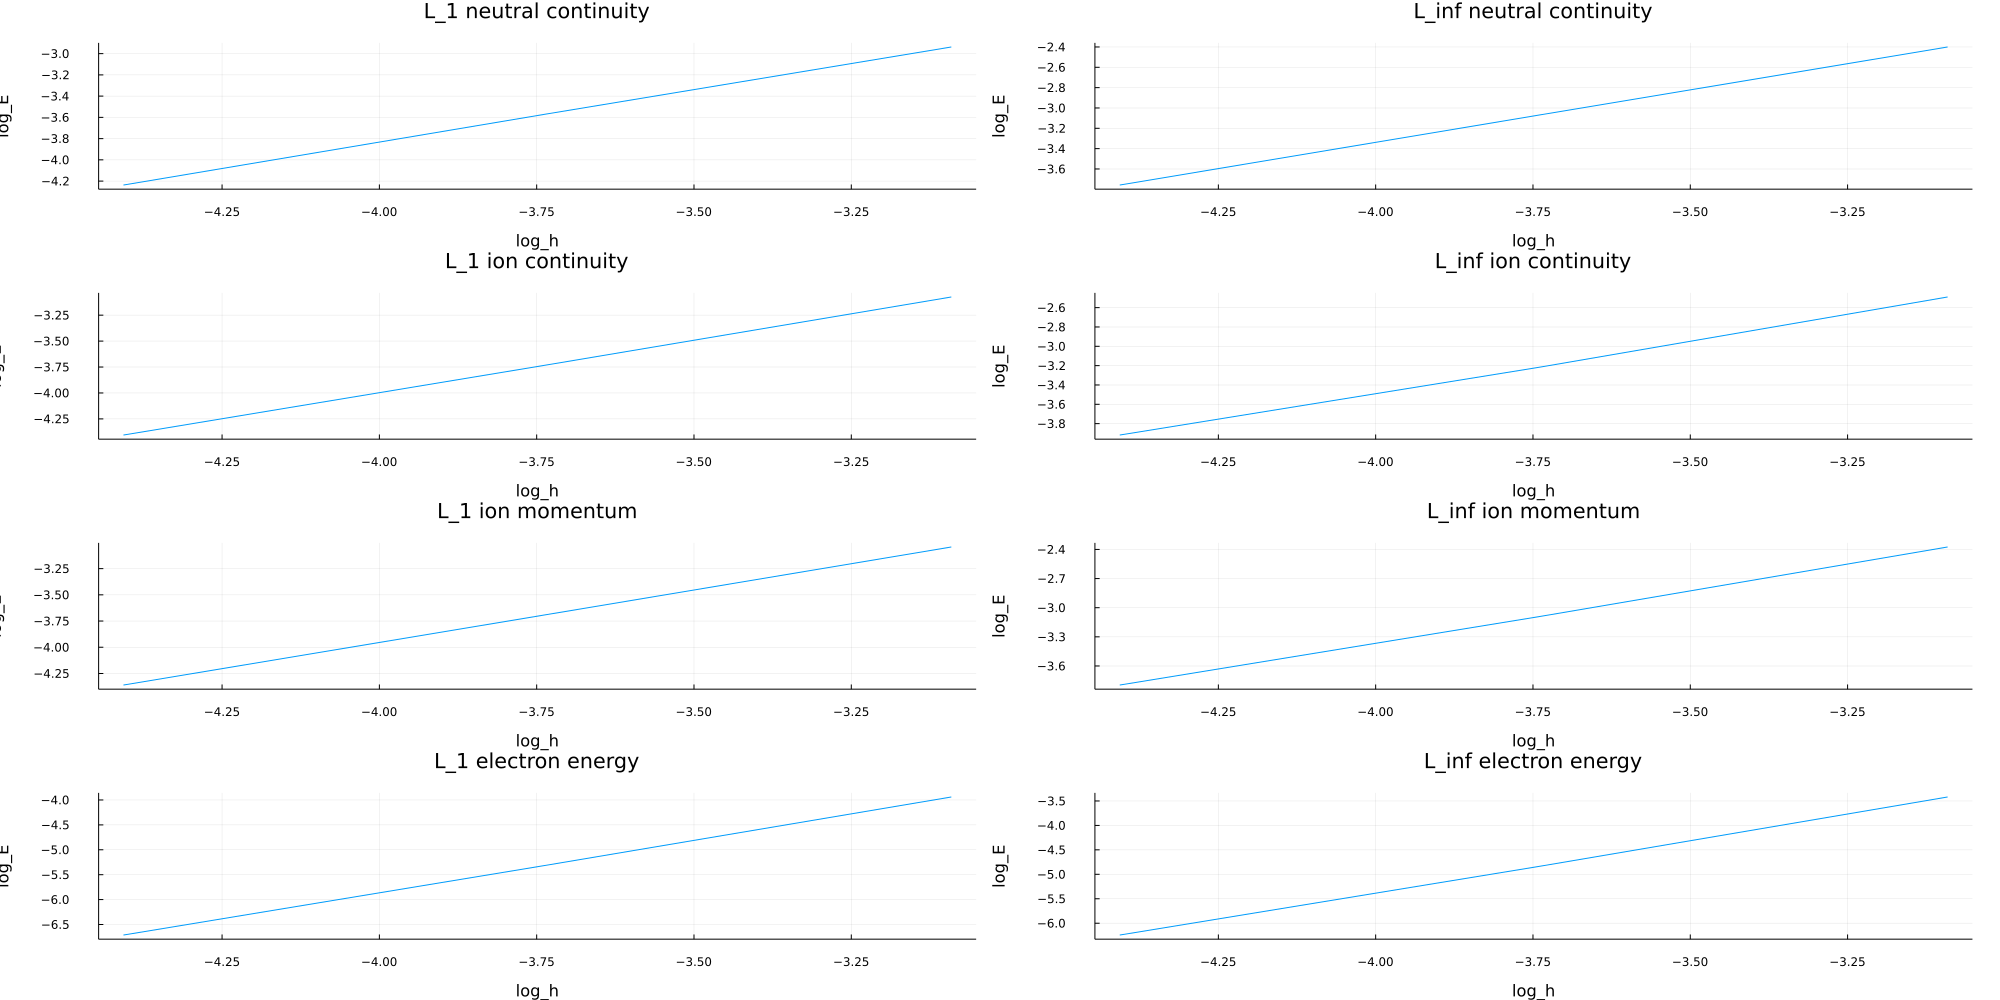 L_1 neutral continuity
log_E
−3.0
−3.2
−3.4
−3.6
−3.8
−4.0
−4.2
−4.25 −4.00 −3.75 −3.50 −3.25
log_h
L_inf neutral continuity
log_E
−2.4
−2.6
−2.8
−3.0
−3.2
−3.4
−3.6
−4.25 −4.00 −3.75 −3.50 −3.25
log_h
L_1 ion continuity
−3.25
−3.50
−3.75
−4.00
−4.25
−4.25 −4.00 −3.75 −3.50 −3.25
log_h
L_inf ion continuity
log_E
−2.6
−2.8
−3.0
−3.2
−3.4
−3.6
−3.8
−4.25 −4.00 −3.75 −3.50 −3.25
log_h
L_1 ion momentum
−3.25
−3.50
−3.75
−4.00
−4.25
−4.25 −4.00 −3.75 −3.50 −3.25
log_h
L_inf ion momentum
log_E
−2.4
−2.7
−3.0
−3.3
−3.6
−4.25 −4.00 −3.75 −3.50 −3.25
log_h
L_1 electron energy
log_E
−4.0
−4.5
−5.0
−5.5
−6.0
−6.5
−4.25 −4.00 −3.75 −3.50 −3.25
log_h
L_inf electron energy
log_E
−3.5
−4.0
−4.5
−5.0
−5.5
−6.0
−4.25 −4.00 −3.75 −3.50 −3.25
log_h